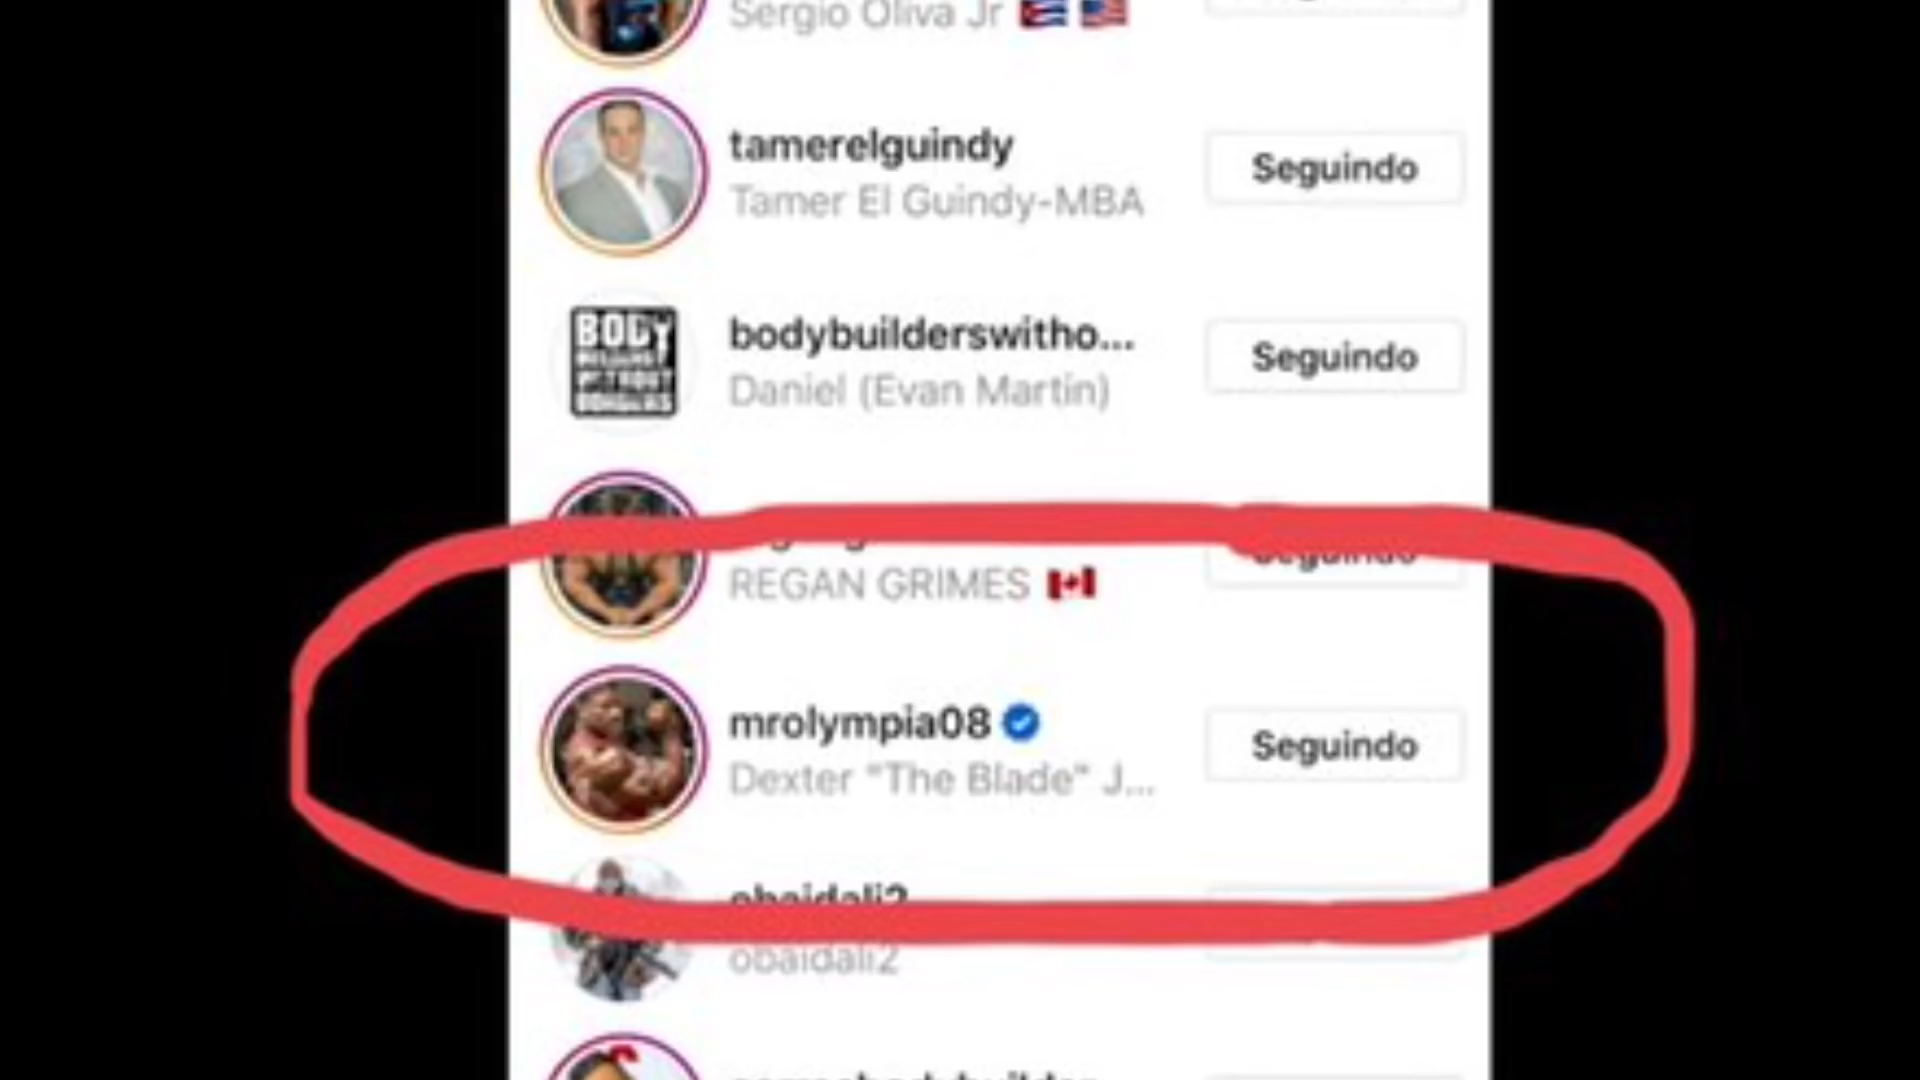 Sergio Oliva Jr 🇨🇺 🇺🇸
tamerelguindy
Tamer El Guindy-MBA
Seguindo
BODY
bodybuilderswitho...
Daniel (Evan Martin)
Seguindo
REGAN GRIMES 🇨🇦
Seguindo
mrolympia08
Dexter "The Blade" J...
Seguindo
obaidali2
obaidali2